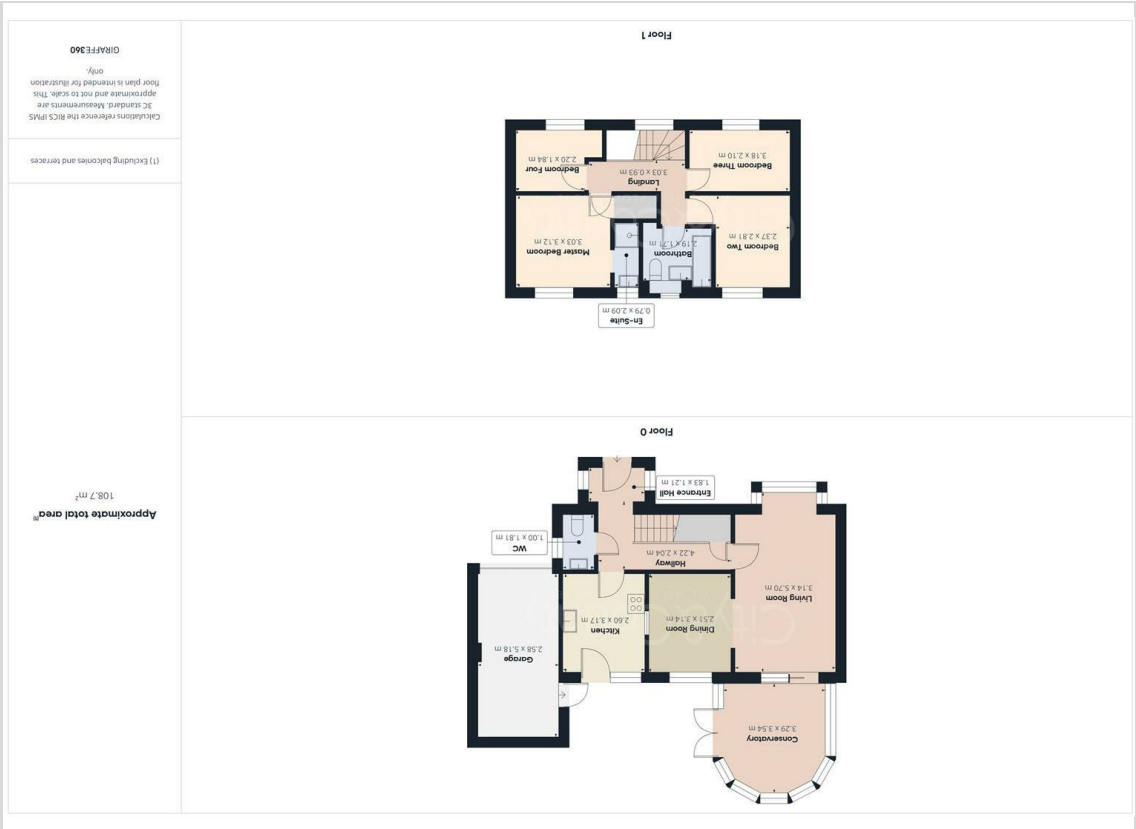 Conservatory
3.29 x 3.54 m
Living Room
3.14 x 5.70 m
Dining Room
2.51 x 3.14 m
Kitchen
2.60 x 3.17 m
Garage
2.58 x 5.18 m
Hallway
4.22 x 2.04 m
WC
1.00 x 1.81 m
Entrance Hall
1.83 x 1.21 m
Floor 0
En-Suite
0.79 x 2.09 m
Bedroom Two
2.37 x 2.81 m
Bathroom
2.19 x 1.71 m
Master Bedroom
3.03 x 3.12 m
Landing
3.03 x 0.93 m
Bedroom Three
3.18 x 2.10 m
Bedroom Four
2.20 x 1.84 m
Floor 1
Approximate total area(1)
108.7 m²
(1) Excluding balconies and terraces
Calculations reference the RICS IPMS
3C standard. Measurements are
approximate and not to scale. This
floor plan is intended for illustration
only.
GIRAFFE360